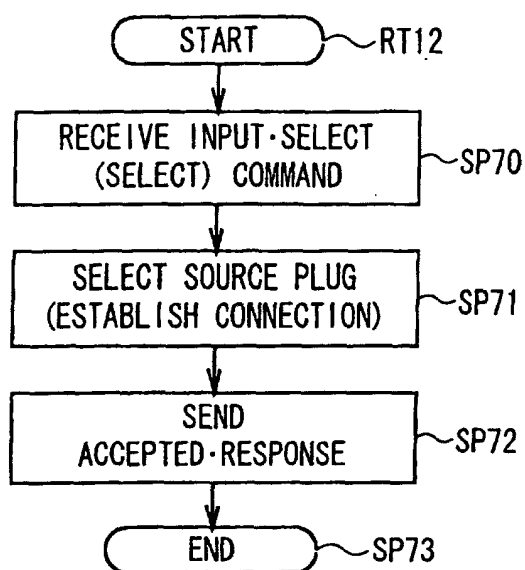 START RT12
RECEIVE INPUT·SELECT
(SELECT) COMMAND
SP70
SELECT SOURCE PLUG
(ESTABLISH CONNECTION)
SP71
SEND
ACCEPTED·RESPONSE
SP72
END SP73